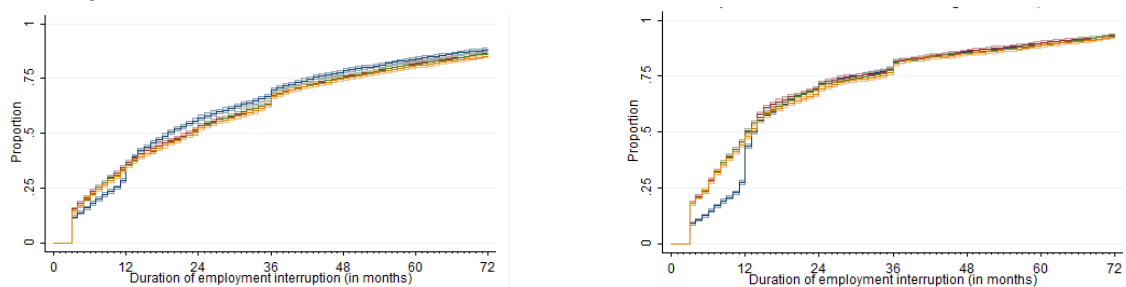 1
.75
Proportion
.5
.25
0
0 12 24 36 48 60 72
Duration of employment interruption (in months)
1
.75
Proportion
.5
.25
0
0 12 24 36 48 60 72
Duration of employment interruption (in months)